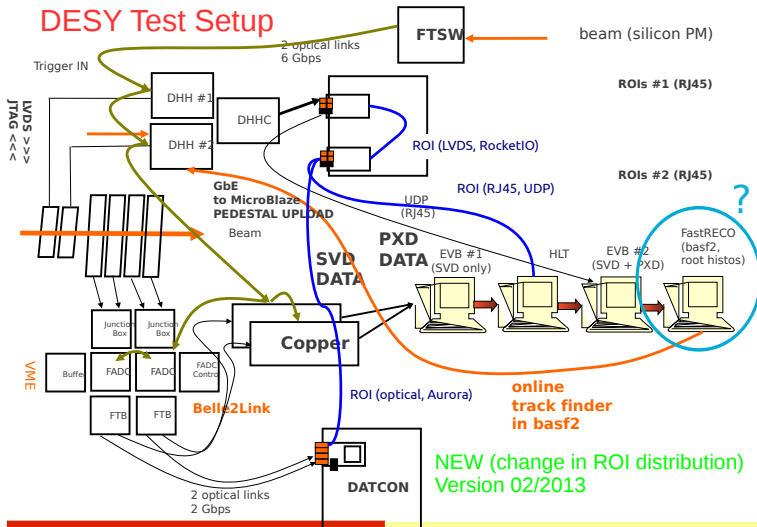 DESY Test Setup
FTSW
beam (silicon PM)
2 optical links
6 Gbps
Trigger IN
LVDS >>>
JTAG <<<
DHH #1
DHHC
DHH #2
ROIs #1 (RJ45)
ROI (LVDS, RocketIO)
ROIs #2 (RJ45)
ROI (RJ45, UDP)
GbE
to MicroBlaze
PEDESTAL UPLOAD
UDP
(RJ45)
?
Beam
SVD
DATA
PXD
DATA
EVB #1
(SVD only)
HLT
EVB #2
(SVD + PXD)
FastRECO
(basf2,
root histos)
Junction
Box
Junction
Box
Copper
VME
Buffer
FADC
FADC
FADC
Control
FTB
FTB
Belle2Link
ROI (optical, Aurora)
online
track finder
in basf2
2 optical links
2 Gbps
DATCON
NEW (change in ROI distribution)
Version 02/2013